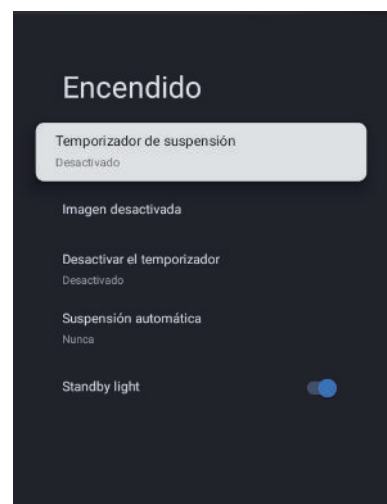 Encendido
Temporizador de suspensión
Desactivado
Imagen desactivada
Desactivar el temporizador
Desactivado
Suspensión automática
Nunca
Standby light